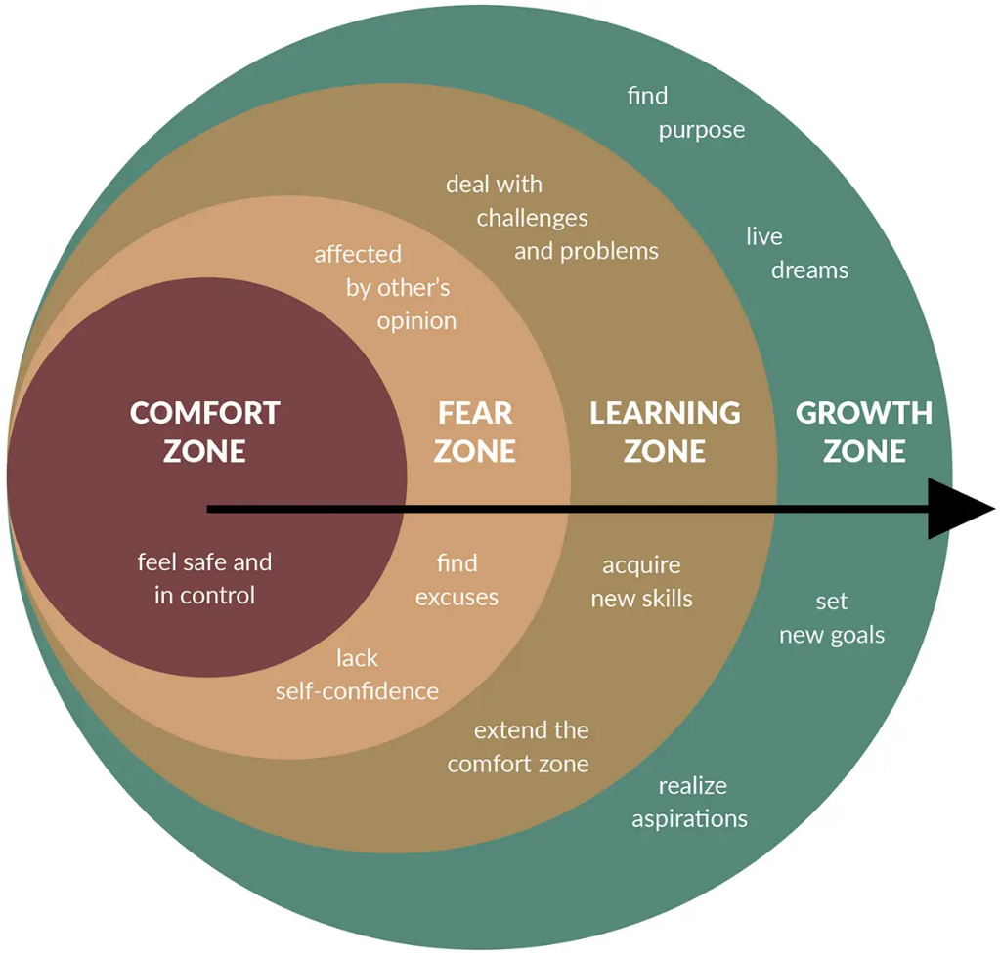 COMFORT
ZONE
feel safe and
in control
FEAR
ZONE
affected
by other's
opinion
find
excuses
lack
self-confidence
LEARNING
ZONE
deal with
challenges
and problems
acquire
new skills
extend the
comfort zone
GROWTH
ZONE
find
purpose
live
dreams
set
new goals
realize
aspirations